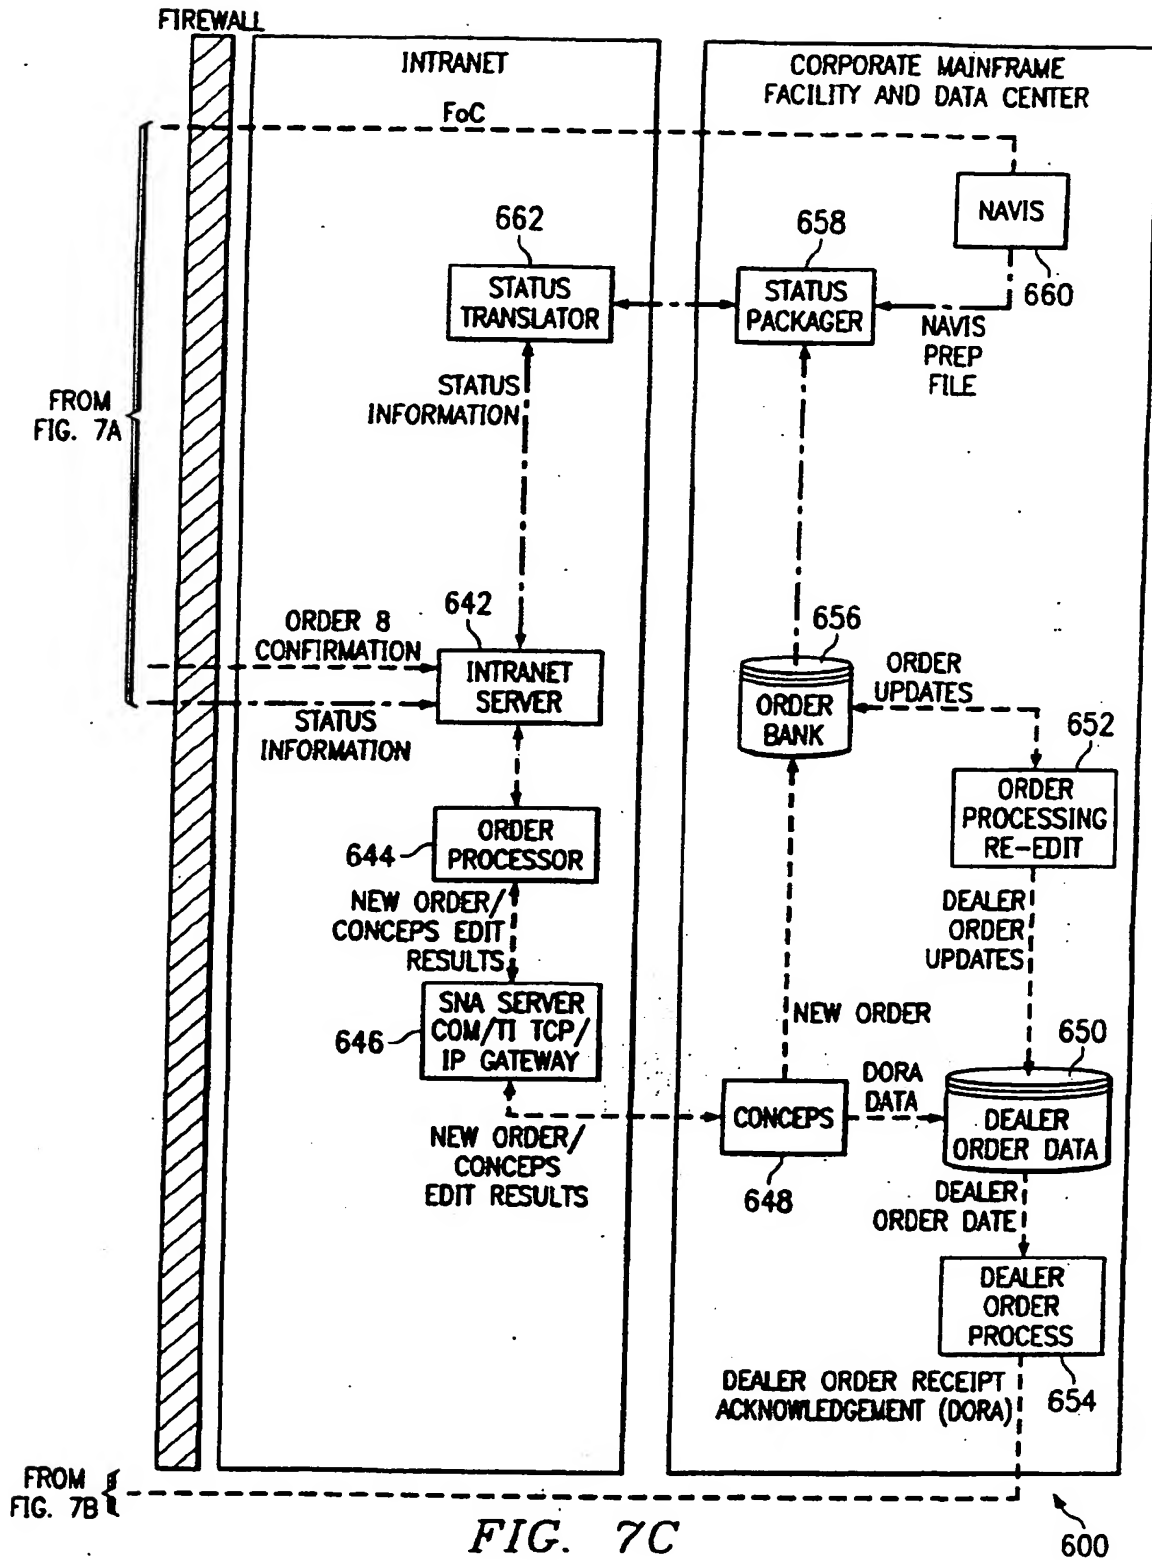 FIREWALL
INTRANET
CORPORATE MAINFRAME
FACILITY AND DATA CENTER
FoC
NAVIS
660
662
STATUS
TRANSLATOR
658
STATUS
PACKAGER
NAVIS
PREP
FILE
STATUS
INFORMATION
FROM
FIG. 7A
ORDER 8
CONFIRMATION
642
INTRANET
SERVER
STATUS
INFORMATION
656
ORDER
BANK
ORDER
UPDATES
652
ORDER
PROCESSING
RE-EDIT
644
ORDER
PROCESSOR
NEW ORDER/
CONCEPS EDIT
RESULTS
DEALER
ORDER
UPDATES
646
SNA SERVER
COM/TI TCP/
IP GATEWAY
NEW ORDER
650
DORA
DATA
CONCEPS
648
DEALER
ORDER DATA
NEW ORDER/
CONCEPS
EDIT RESULTS
DEALER
ORDER DATE
DEALER
ORDER
PROCESS
654
DEALER ORDER RECEIPT
ACKNOWLEDGEMENT (DORA)
FROM
FIG. 7B
FIG. 7C
600